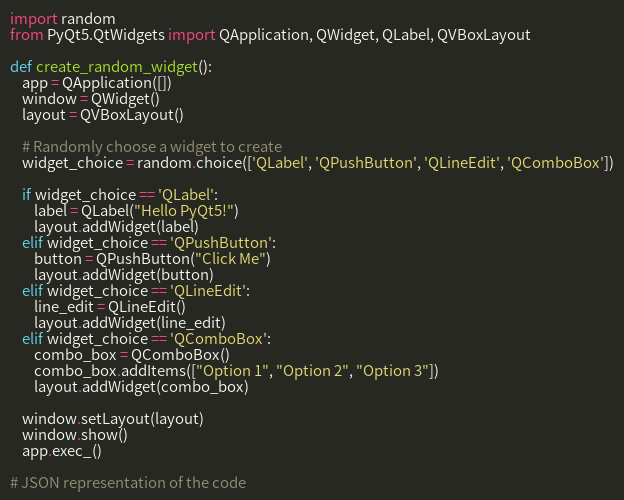 import random
from PyQt5.QtWidgets import QApplication, QWidget, QLabel, QVBoxLayout

def create_random_widget():
    app = QApplication([])
    window = QWidget()
    layout = QVBoxLayout()

    # Randomly choose a widget to create
    widget_choice = random.choice(['QLabel', 'QPushButton', 'QLineEdit', 'QComboBox'])

    if widget_choice == 'QLabel':
        label = QLabel("Hello PyQt5!")
        layout.addWidget(label)
    elif widget_choice == 'QPushButton':
        button = QPushButton("Click Me")
        layout.addWidget(button)
    elif widget_choice == 'QLineEdit':
        line_edit = QLineEdit()
        layout.addWidget(line_edit)
    elif widget_choice == 'QComboBox':
        combo_box = QComboBox()
        combo_box.addItems(["Option 1", "Option 2", "Option 3"])
        layout.addWidget(combo_box)

    window.setLayout(layout)
    window.show()
    app.exec_()

# JSON representation of the code